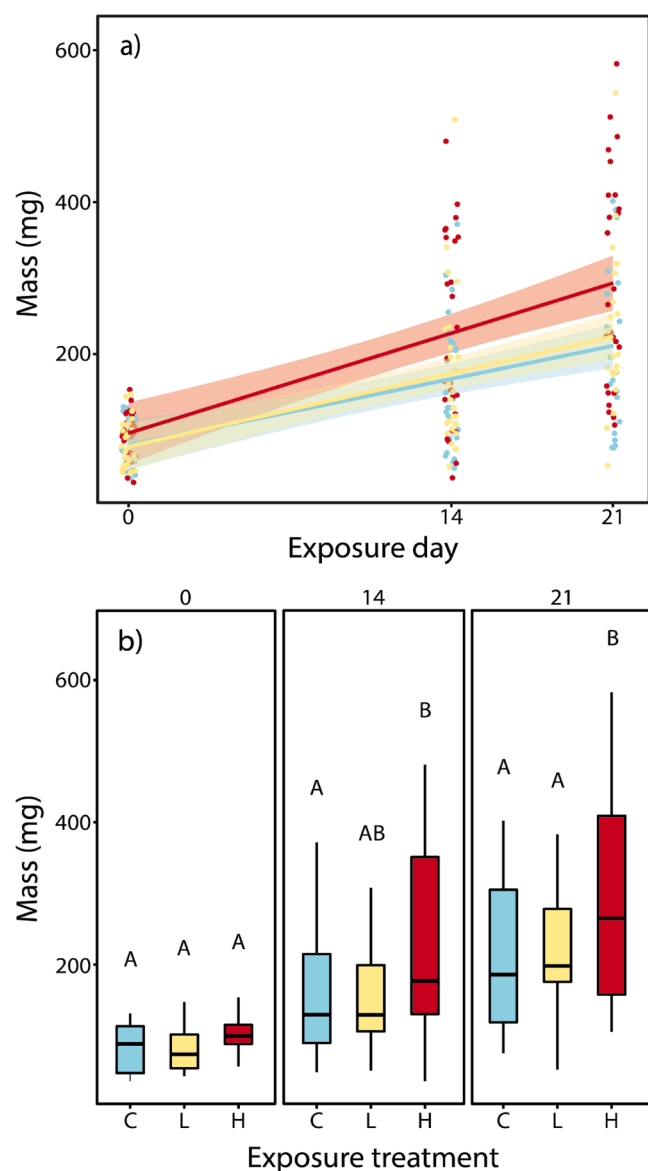 a)
600
400
200
Mass (mg)
0 14 21
Exposure day
0 14 21
b)
600
400
200
Mass (mg)
A A A
A AB B
A A B
C L H C L H C L H
Exposure treatment